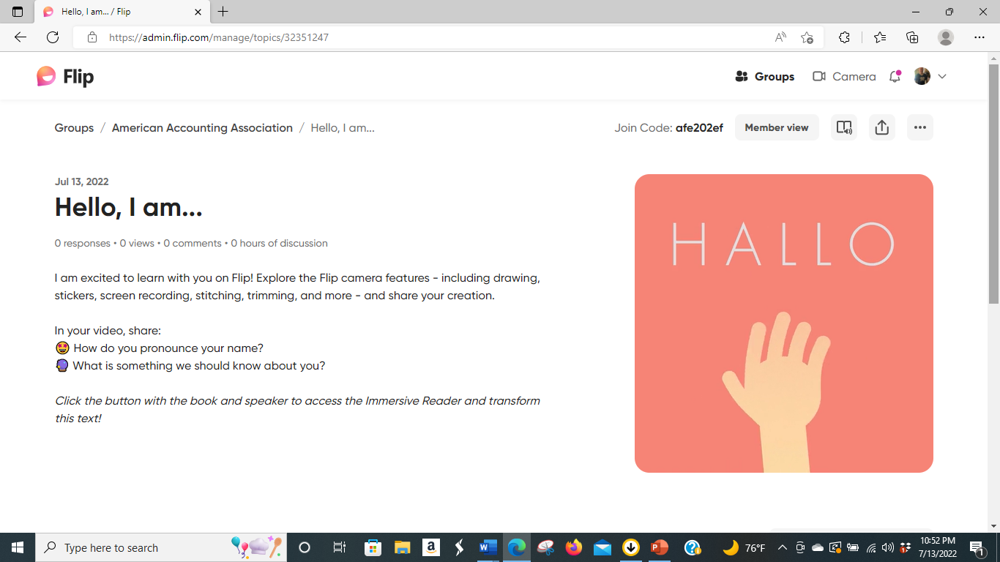 Hello, I am... / Flip
https://admin.flip.com/manage/topics/32351247
Flip
Groups
Camera
Groups / American Accounting Association / Hello, I am...
Join Code: afe202ef
Member view
Jul 13, 2022
Hello, I am...
0 responses • 0 views • 0 comments • 0 hours of discussion
I am excited to learn with you on Flip! Explore the Flip camera features - including drawing,
stickers, screen recording, stitching, trimming, and more - and share your creation.
In your video, share:
🤩 How do you pronounce your name?
🔮 What is something we should know about you?
Click the button with the book and speaker to access the Immersive Reader and transform
this text!
HALLO
Type here to search
76°F
10:52 PM
7/13/2022
1